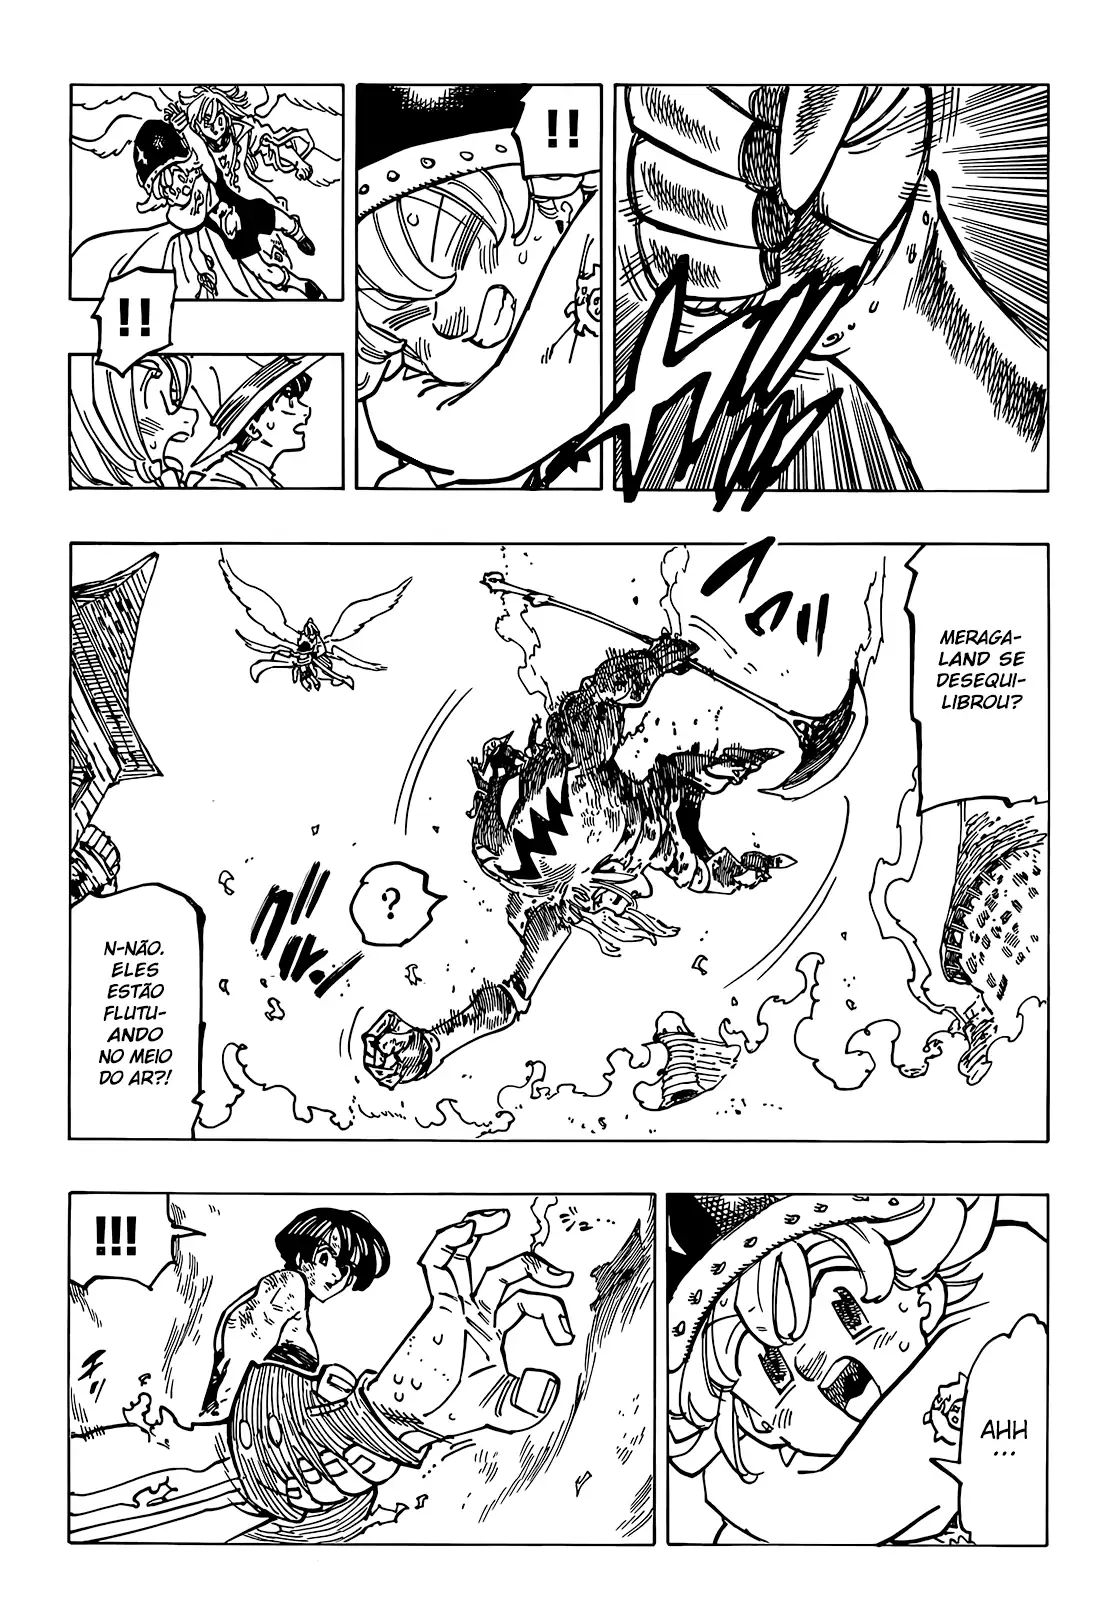 !!
!!
MERAGA-
LAND SE
DESEQUI-
LIBROU?
?
N-NÃO.
ELES
ESTÃO
FLUTU-
ANDO
NO MEIO
DO AR?!
!!!
AHH
...